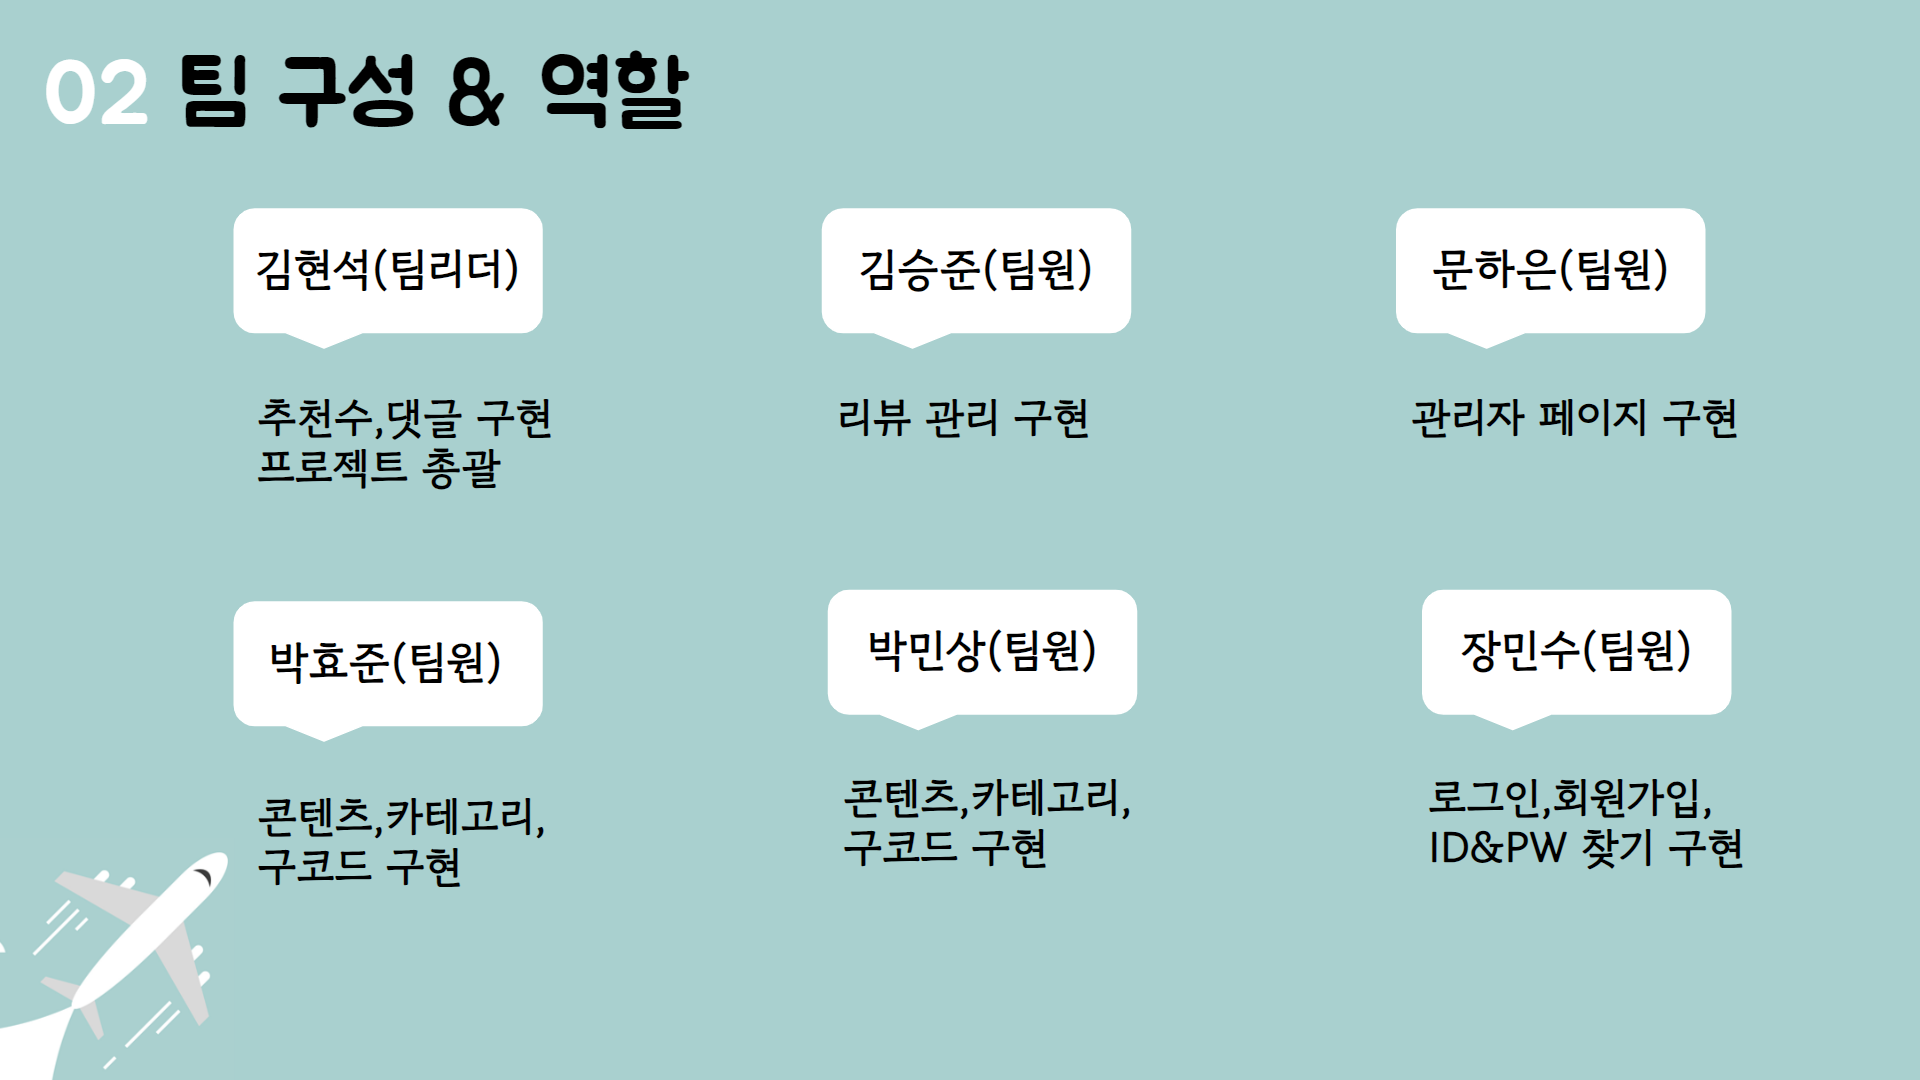 02 팀 구성 & 역할
김현석(팀리더)
추천수,댓글 구현
프로젝트 총괄
김승준(팀원)
리뷰 관리 구현
문하은(팀원)
관리자 페이지 구현
박효준(팀원)
콘텐츠,카테고리,
구코드 구현
박민상(팀원)
콘텐츠,카테고리,
구코드 구현
장민수(팀원)
로그인,회원가입,
ID&PW 찾기 구현